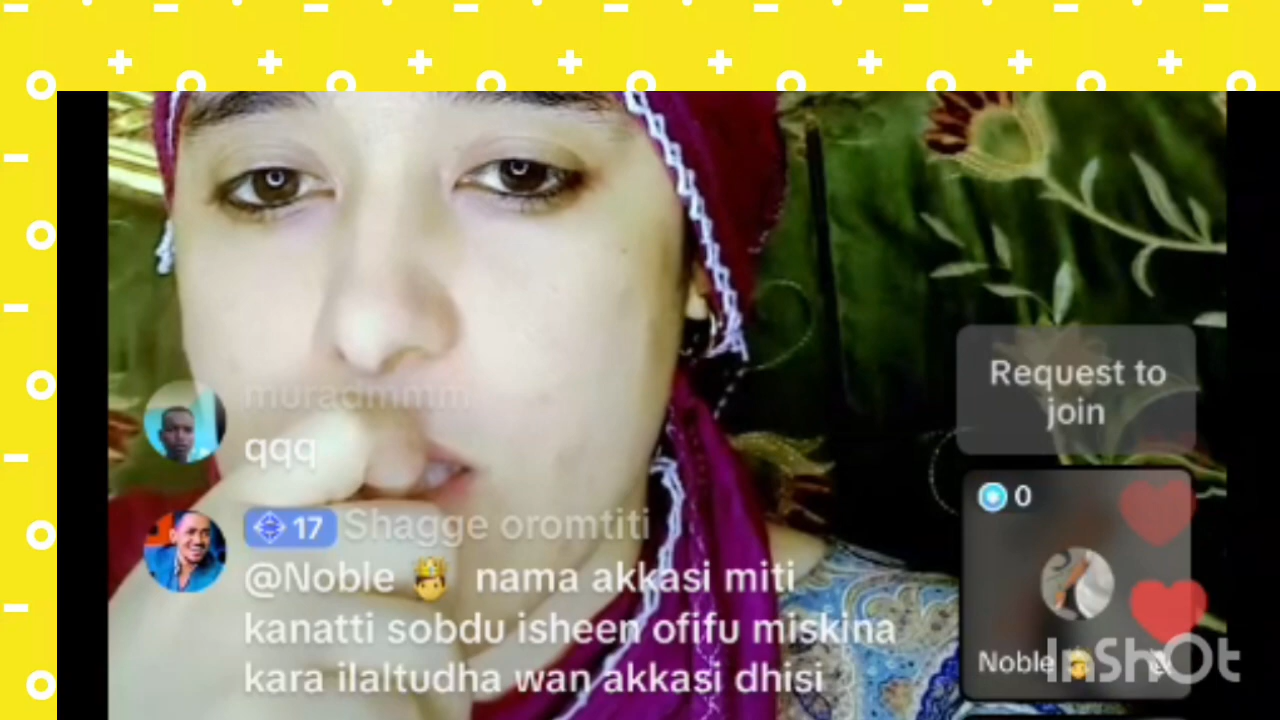 muradmmm
qqq
17 Shagge oromtiti
@Noble 🤴 nama akkasi miti
kanatti sobdu isheen ofifu miskina
kara ilaltudha wan akkasi dhisi
Request to
join
0
Noble 🤴
InShOt